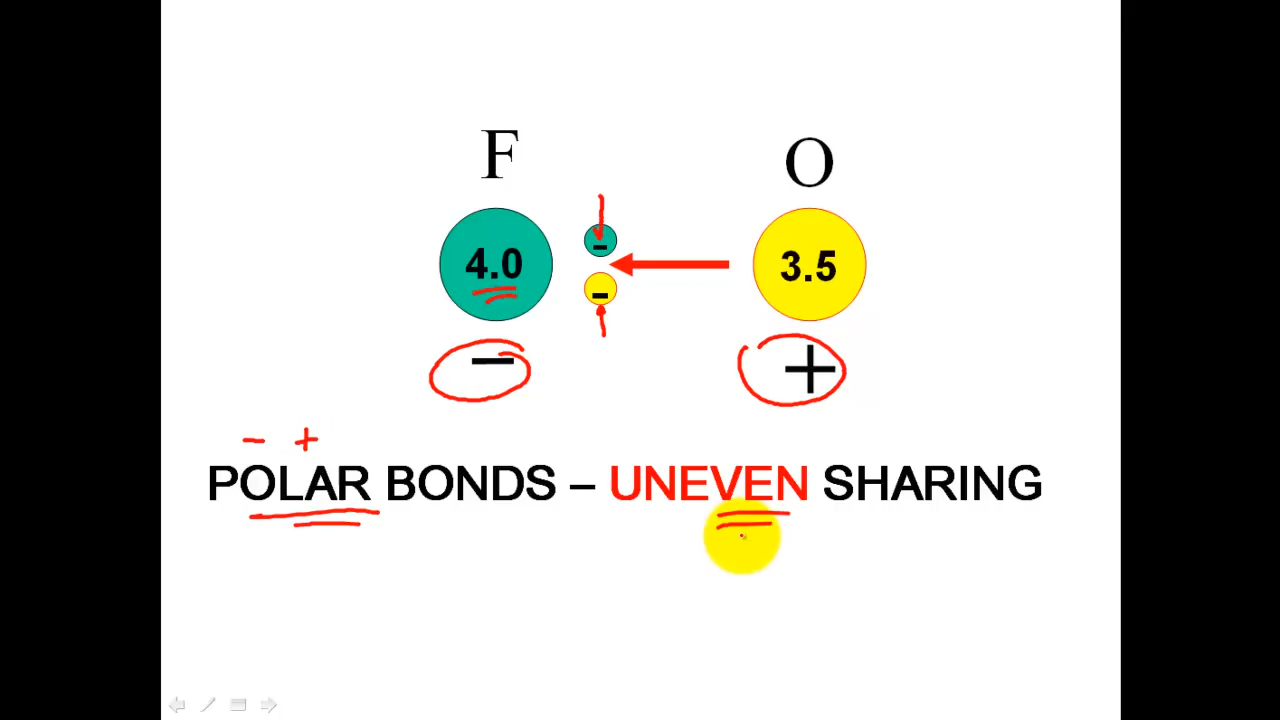 F O
- 
4.0 3.5
-
− +
− +
POLAR BONDS – UNEVEN SHARING